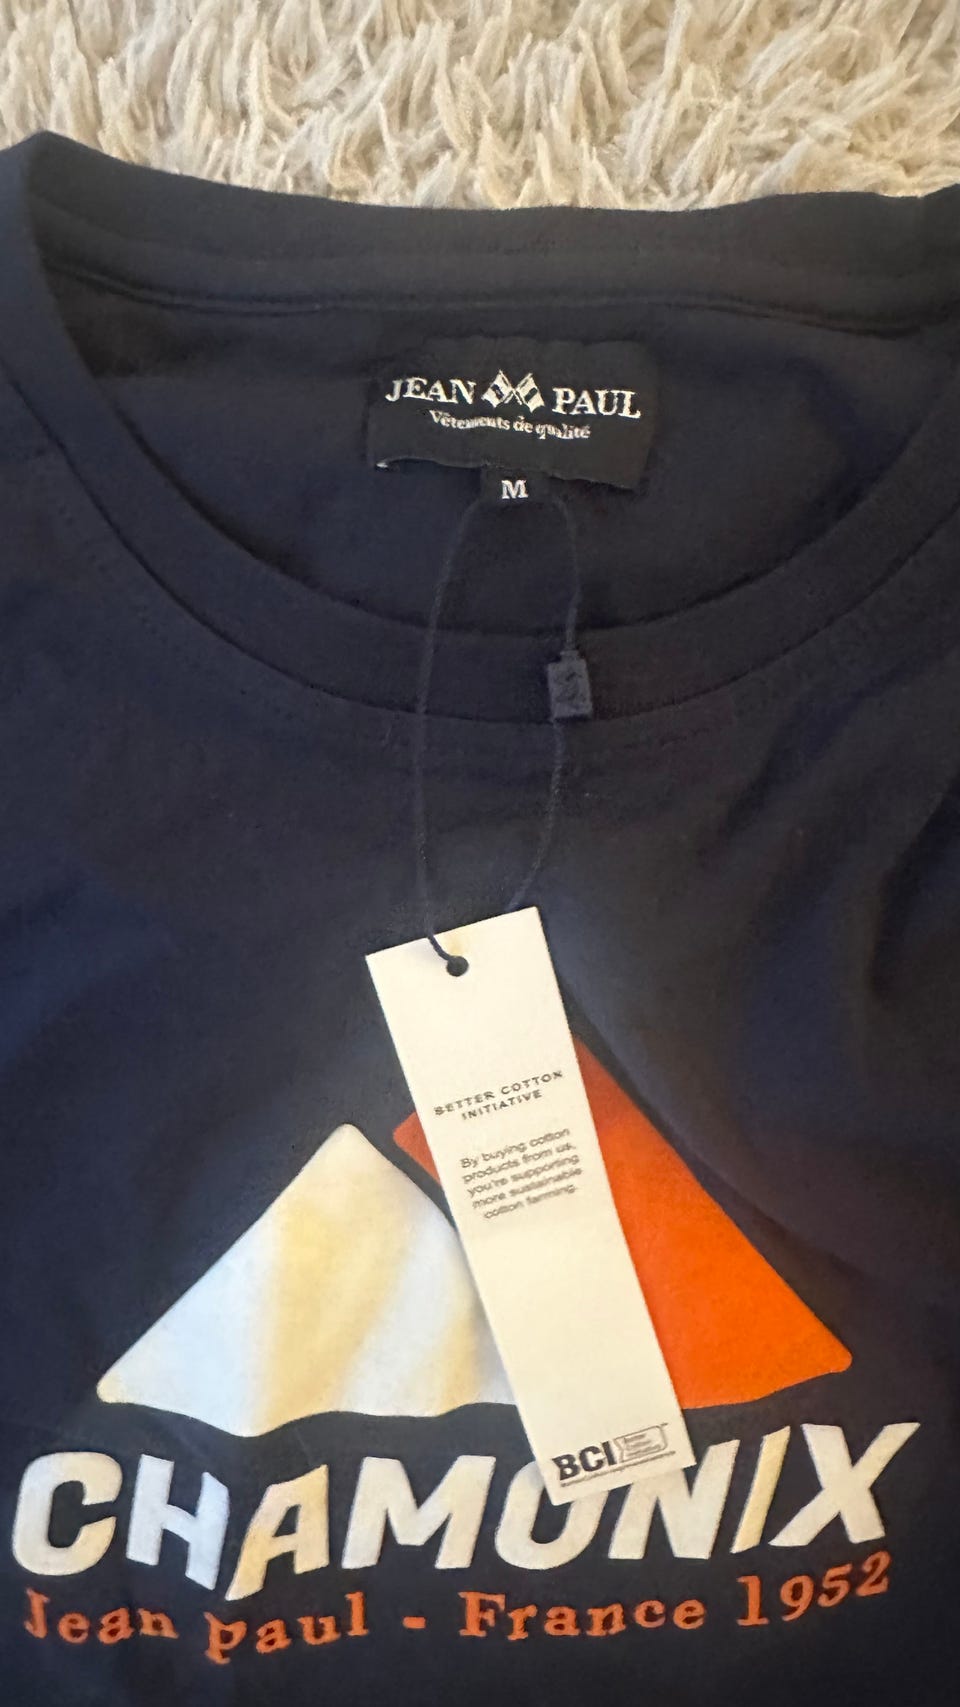 JEAN PAUL
Vêtements de qualité
M
BETTER COTTON
INITIATIVE
By buying cotton
products from us,
you're supporting
more sustainable
cotton farming.
BCI
CHAMONIX
Jean paul - France 1952